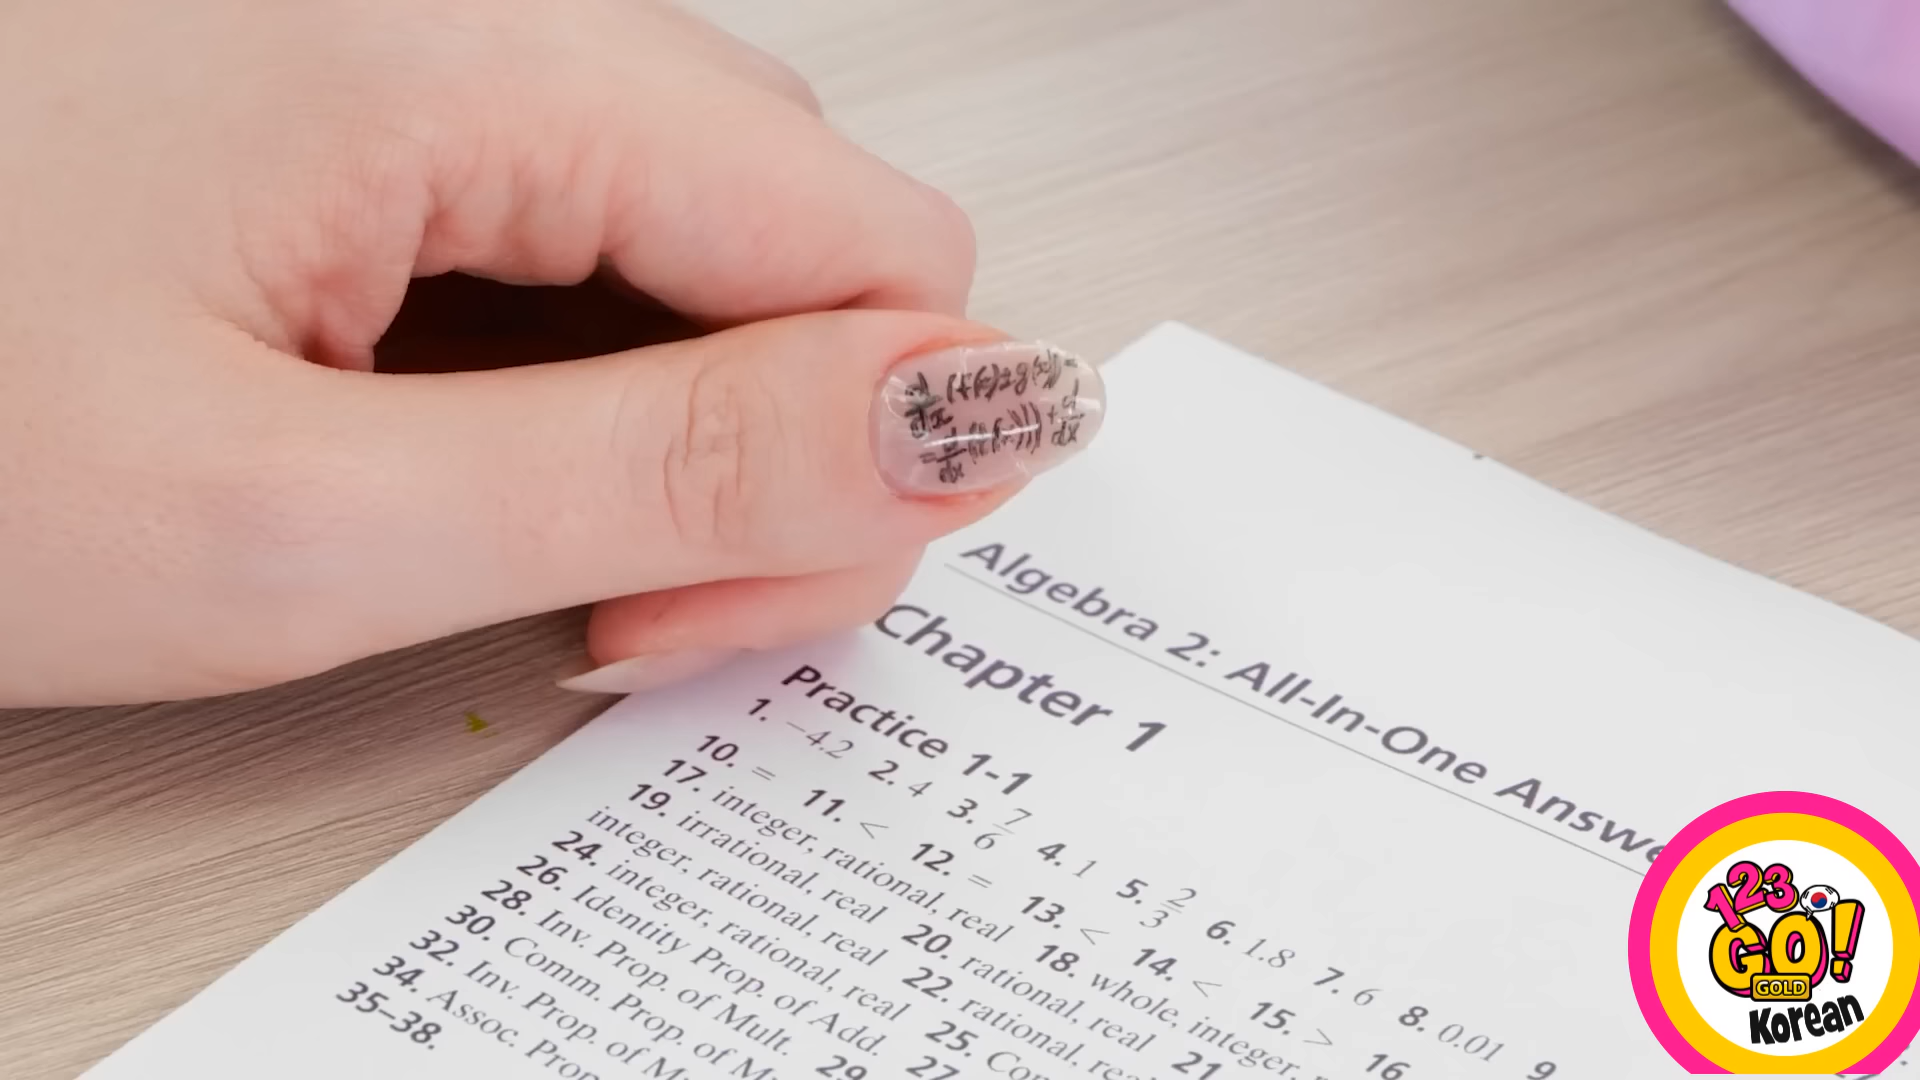 Algebra 2: All-In-One Answe
Chapter 1
Practice 1-1
1. −4.2 2. 4 3. 7/6 4. 1 5. 2/3 6. 1.8 7. 6 8. 0.01 9
10. = 11. < 12. = 13. < 14. < 15. > 16
17. integer, rational, real 18. whole, integer, r
19. irrational, real 20. rational, real 21
integer, rational, real 22. rational, rea
24. integer, rational, real 25. Con
26. Identity Prop. of Add. 27
28. Inv. Prop. of Mult. 29
30. Comm. Prop. of M
32. Inv. Prop. of M
34. Assoc. Prop
35–38.
123
GO!
GOLD
Korean